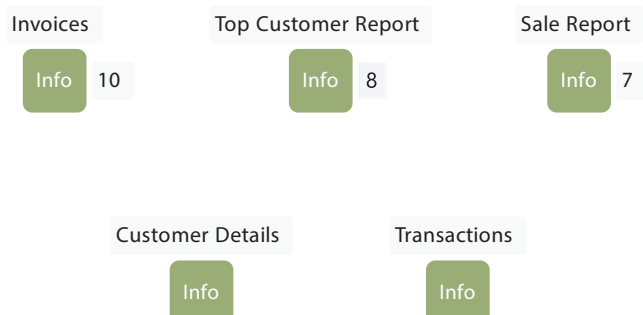 Invoices
Top Customer Report
Sale Report
Info 10
Info 8
Info 7
Customer Details
Transactions
Info
Info